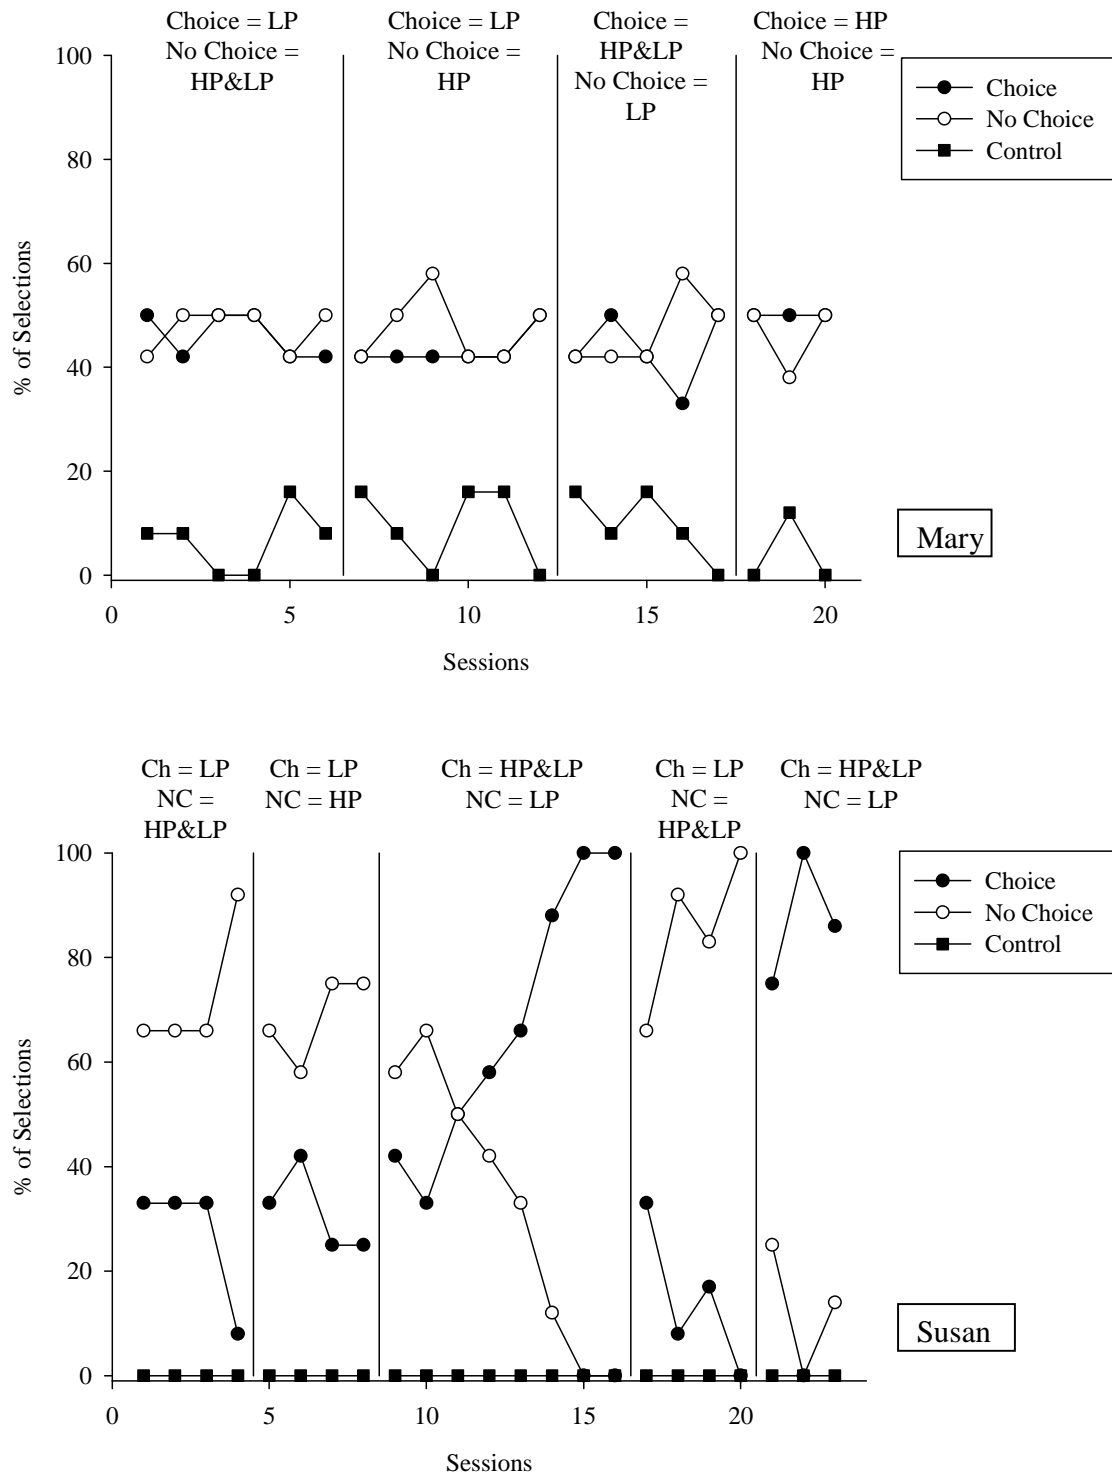 Choice = LP
No Choice =
HP&LP
Choice = LP
No Choice =
HP
Choice =
HP&LP
No Choice =
LP
Choice = HP
No Choice =
HP
100
80
60
40
20
0
% of Selections
0
5
10
15
20
Sessions
Choice
No Choice
Control
Mary
Ch = LP
NC =
HP&LP
Ch = LP
NC = HP
Ch = HP&LP
NC = LP
Ch = LP
NC =
HP&LP
Ch = HP&LP
NC = LP
100
80
60
40
20
0
% of Selections
0
5
10
15
20
Sessions
Choice
No Choice
Control
Susan